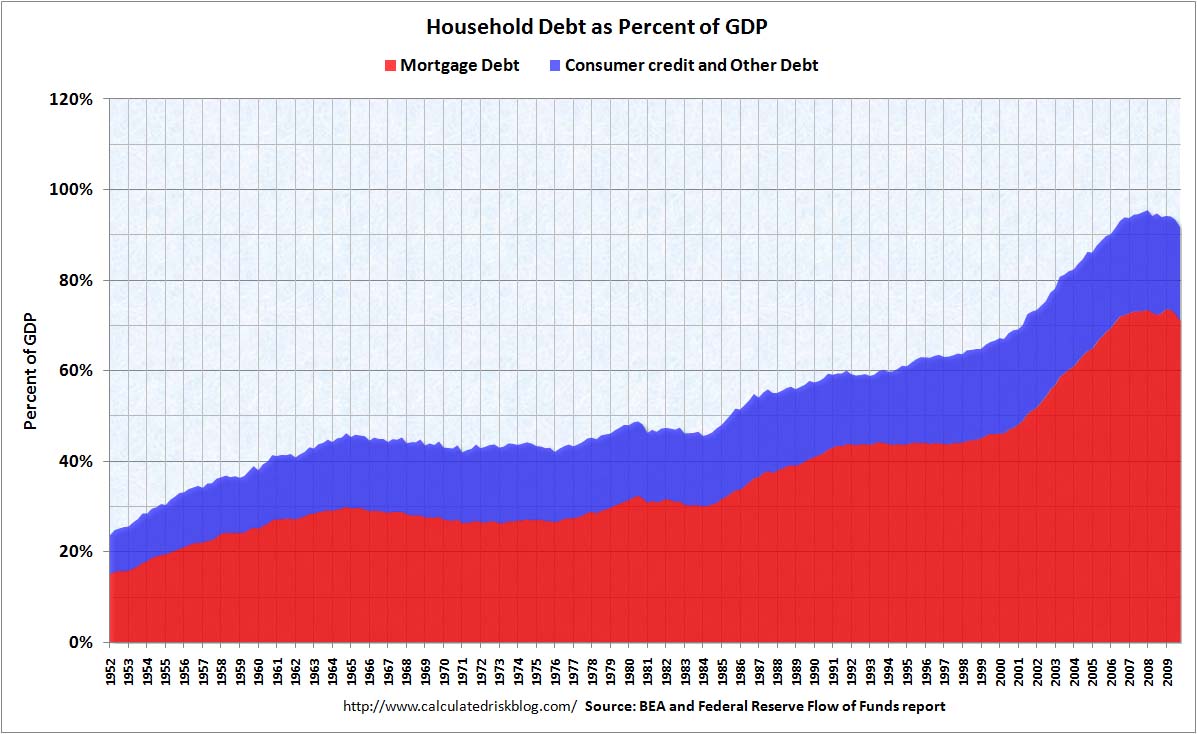 Household Debt as Percent of GDP
Mortgage Debt Consumer credit and Other Debt
120%
100%
80%
60%
40%
20%
0%
Percent of GDP
1952 1953 1954 1955 1956 1957 1958 1959 1960 1961 1962 1963 1964 1965 1966 1967 1968 1969 1970 1971 1972 1973 1974 1975 1976 1977 1978 1979 1980 1981 1982 1983 1984 1985 1986 1987 1988 1989 1990 1991 1992 1993 1994 1995 1996 1997 1998 1999 2000 2001 2002 2003 2004 2005 2006 2007 2008 2009
http://www.calculatedriskblog.com/ Source: BEA and Federal Reserve Flow of Funds report